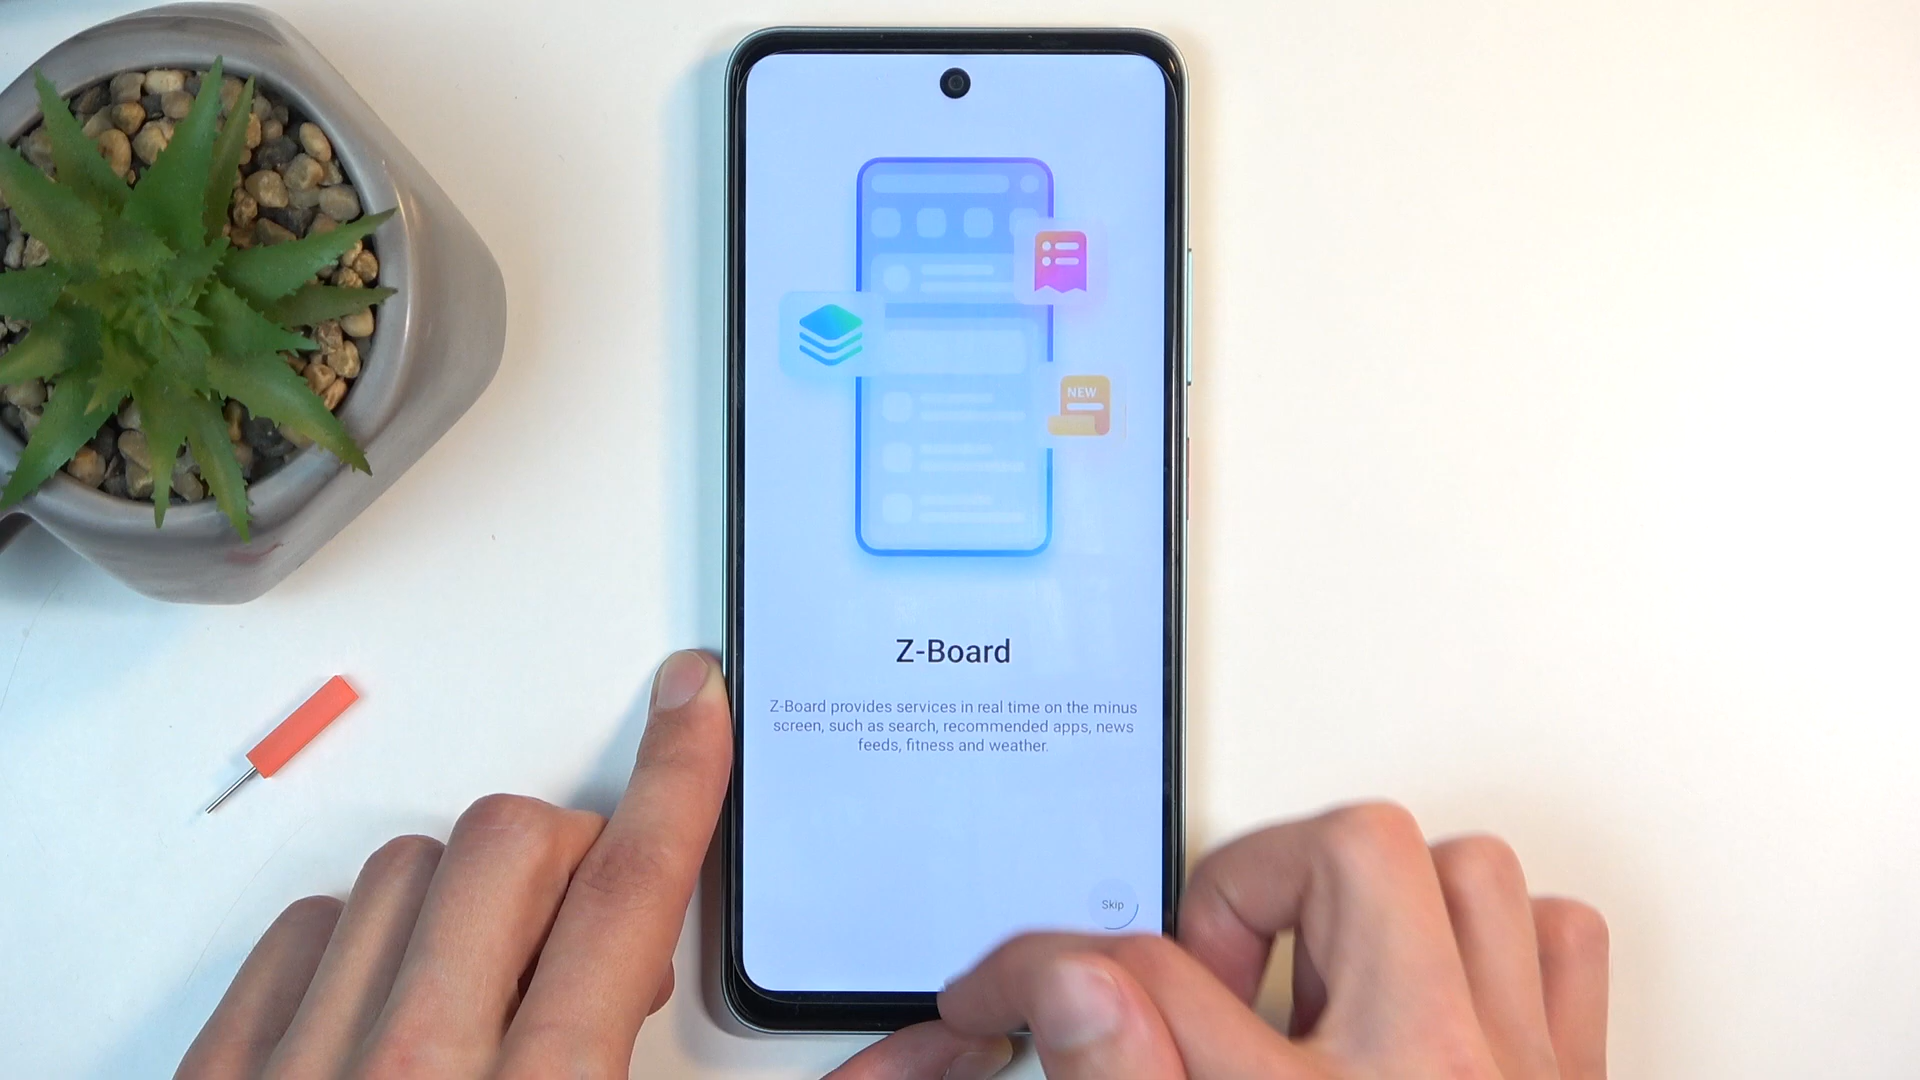 NEW
Z-Board
Z-Board provides services in real time on the minus
screen, such as search, recommended apps, news
feeds, fitness and weather.
Skip